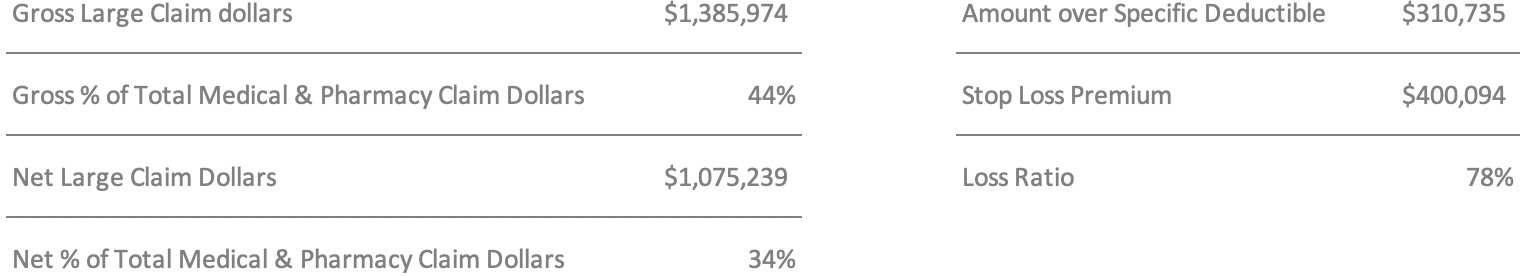 Gross Large Claim dollars $1,385,974
Amount over Specific Deductible $310,735
Gross % of Total Medical & Pharmacy Claim Dollars 44%
Stop Loss Premium $400,094
Net Large Claim Dollars $1,075,239
Loss Ratio 78%
Net % of Total Medical & Pharmacy Claim Dollars 34%